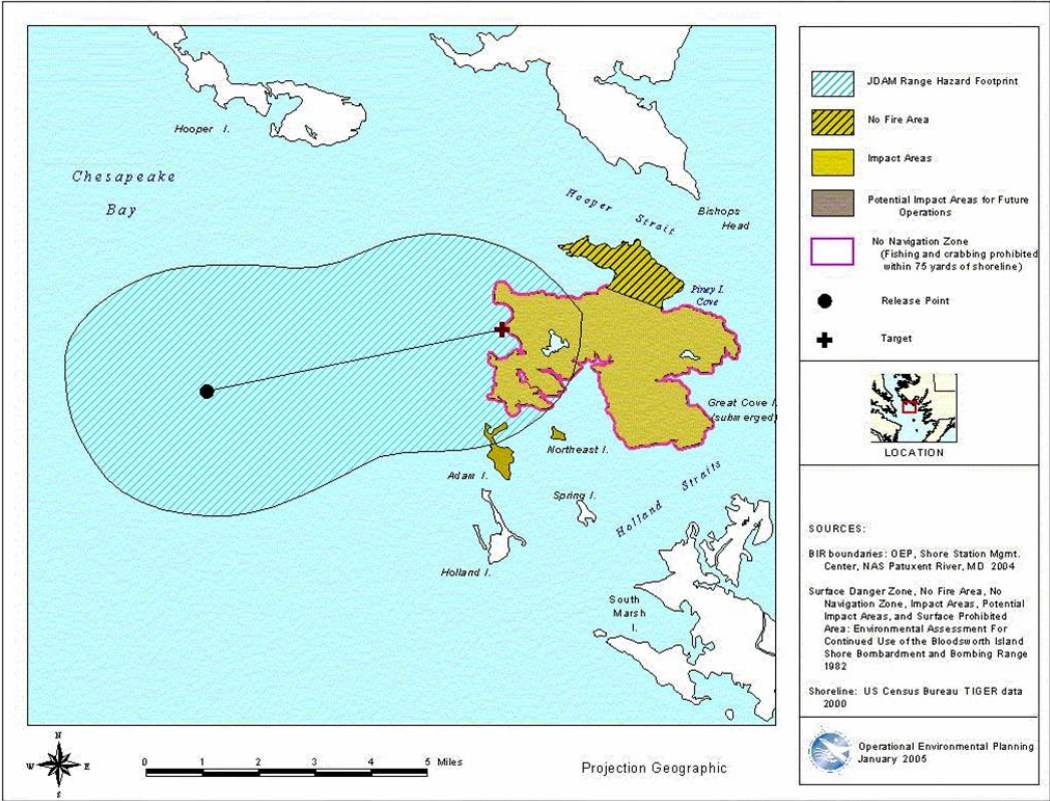 Hooper I.
Chesapeake
Bay
Hooper Strait
Bishops
Head
Piney I.
Cove
Great Cove I.
(submerged)
Northeast I.
Adam I.
Spring I.
Holland Straits
Holland I.
South
Marsh
I.
JDAM Range Hazard Footprint
No Fire Area
Impact Areas
Potential Impact Areas for Future
Operations
No Navigation Zone
(Fishing and crabbing prohibited
within 75 yards of shoreline)
Release Point
Target
LOCATION
SOURCES:
BIR boundaries: OEP, Shore Station Mgmt.
Center, NAS Patuxent River, MD 2004
Surface Danger Zone, No Fire Area, No
Navigation Zone, Impact Areas, Potential
Impact Areas, and Surface Prohibited
Area: Environmental Assessment For
Continued Use of the Bloodsworth Island
Shore Bombardment and Bombing Range
1982
Shoreline: US Census Bureau TIGER data
2000
Operational Environmental Planning
January 2005
N
W E
S
0 1 2 3 4 5 Miles
Projection Geographic